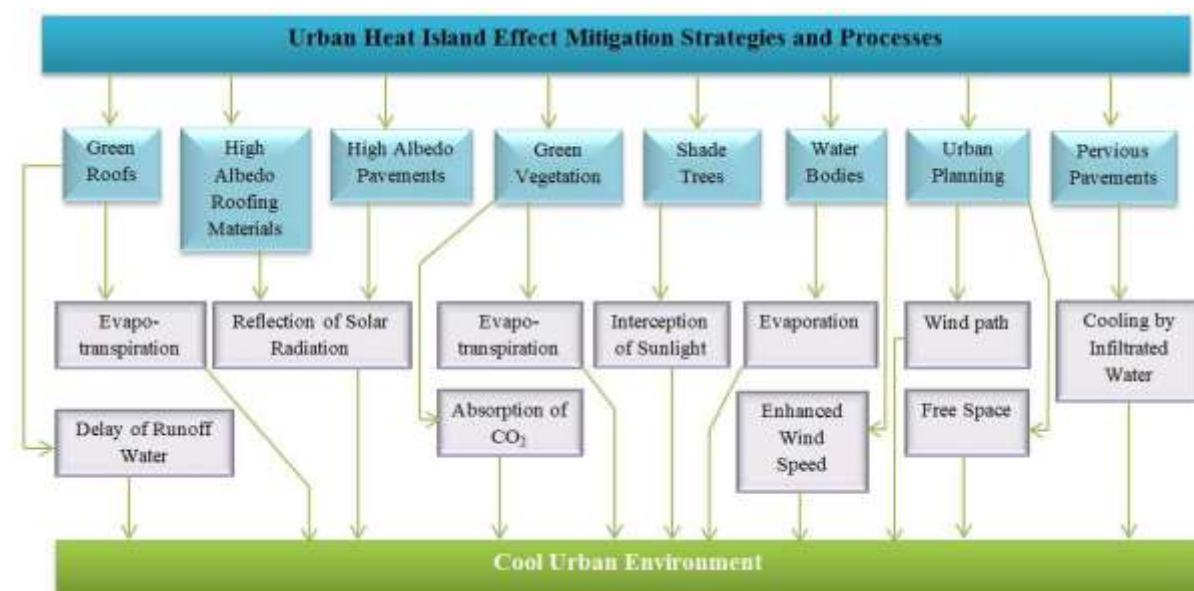 Urban Heat Island Effect Mitigation Strategies and Processes
Green
Roofs
High
Albedo
Roofing
Materials
High Albedo
Pavements
Green
Vegetation
Shade
Trees
Water
Bodies
Urban
Planning
Pervious
Pavements
Evapo-
transpiration
Reflection of Solar
Radiation
Evapo-
transpiration
Interception
of Sunlight
Evaporation
Wind path
Cooling by
Infiltrated
Water
Delay of Runoff
Water
Absorption of
CO₂
Enhanced
Wind
Speed
Free Space
Cool Urban Environment